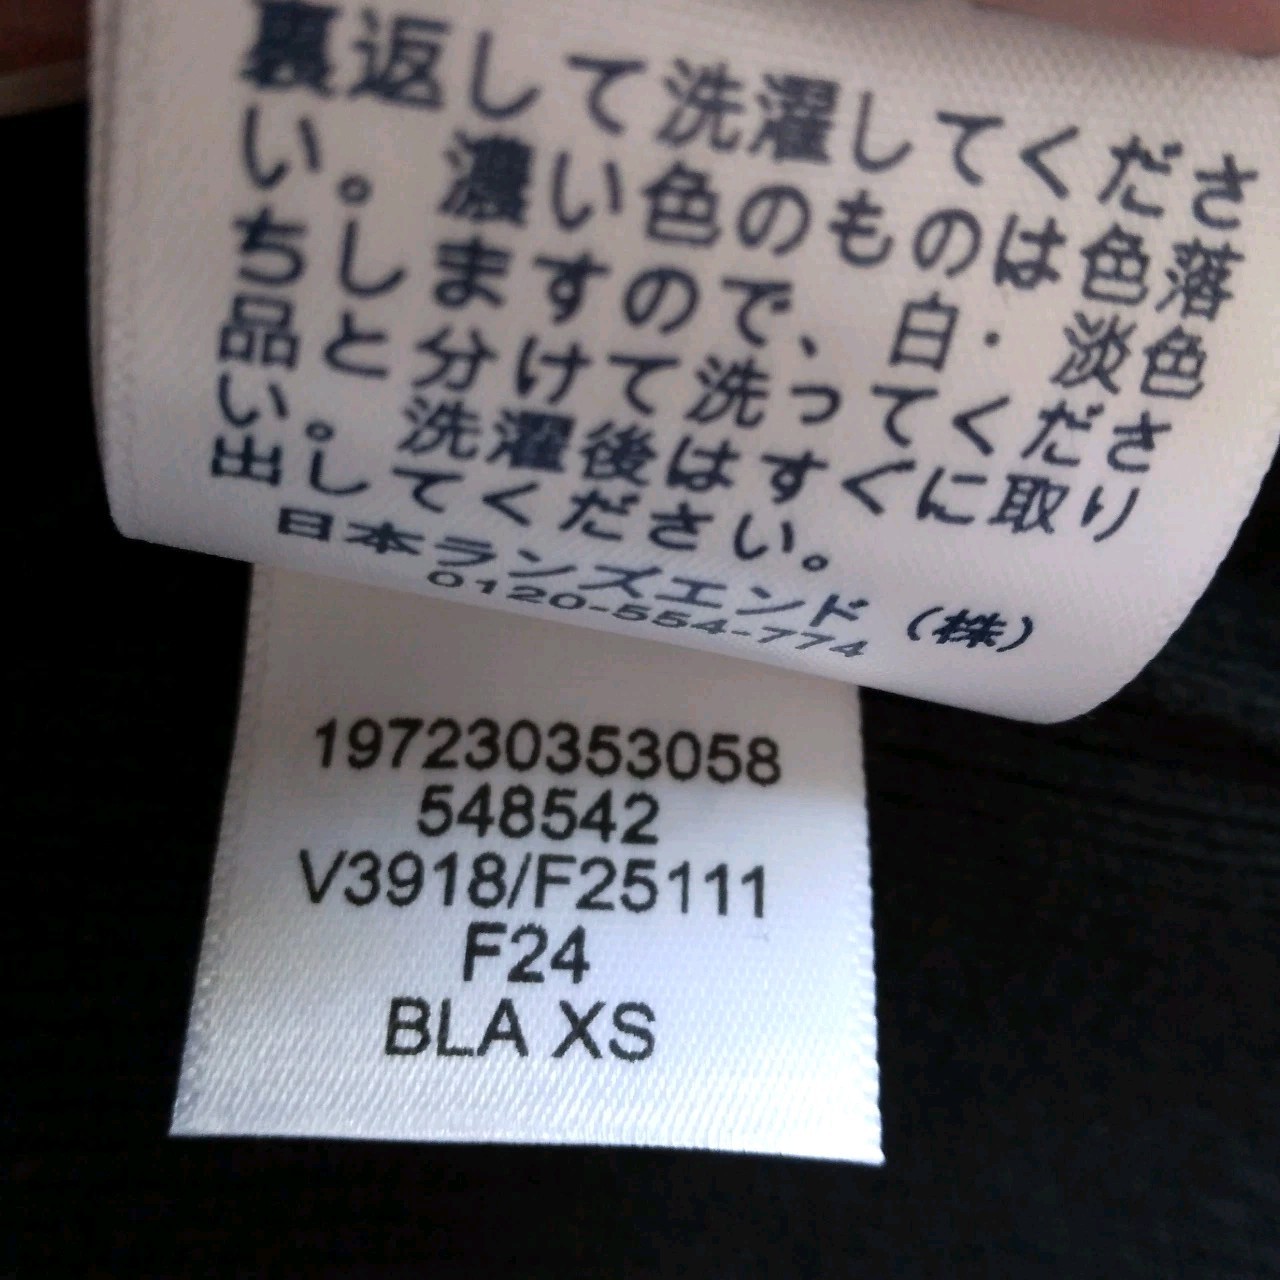 裏返して洗濯してくださ
い。濃い色のものは色落
ちしますので、白・淡色
品と分けて洗ってくださ
い。洗濯後はすぐに取り
出してください。
日本ランズエンド（株）
0120-554-774
197230353058
548542
V3918/F25111
F24
BLA XS